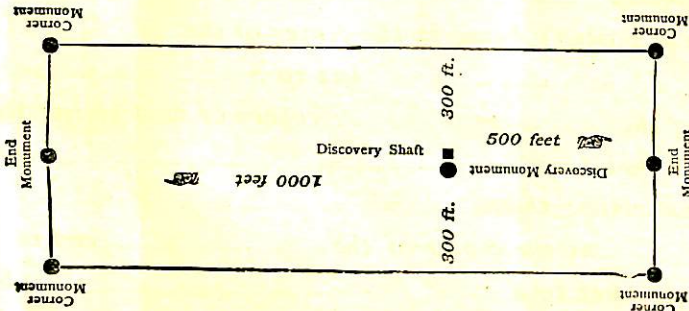 Corner
Monument
Corner
Monument
300 ft.
500 feet
End
Monument
Discovery Shaft
Discovery Monument
End
Monument
1000 feet
300 ft.
Corner
Monument
Corner
Monument